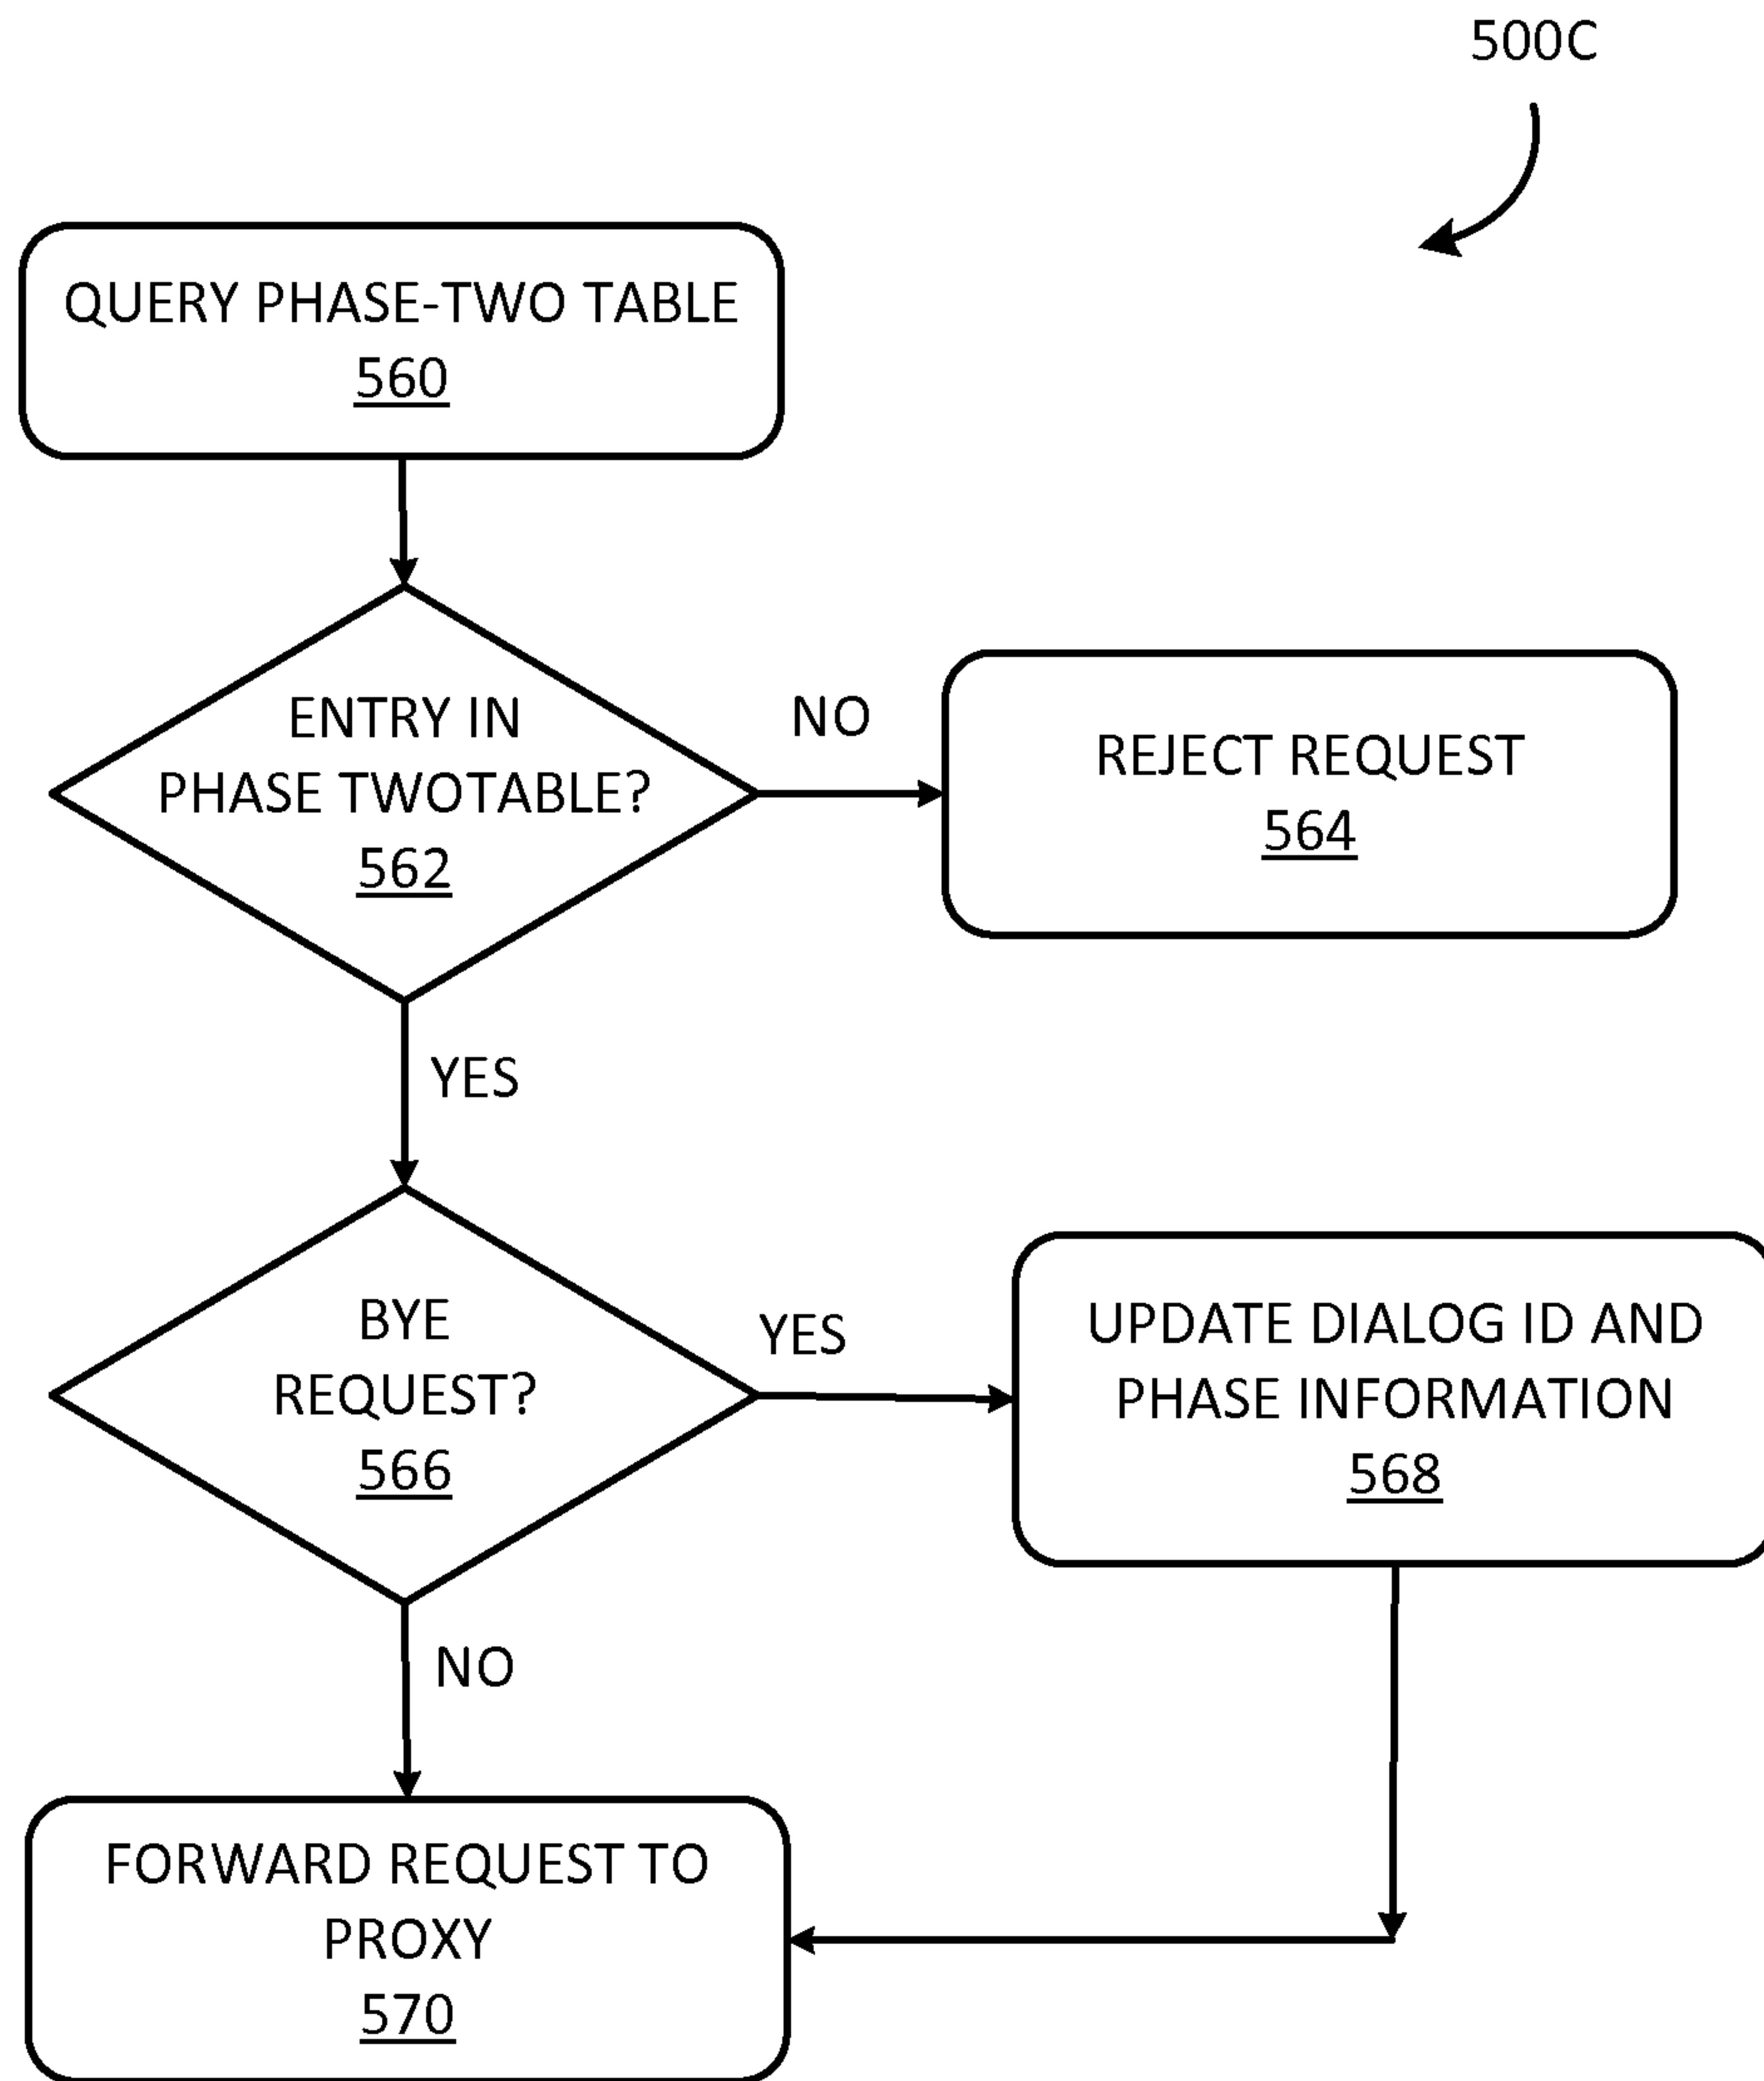 500C
QUERY PHASE-TWO TABLE
560
ENTRY IN
PHASE TWOTABLE?
562
NO
REJECT REQUEST
564
YES
BYE
REQUEST?
566
YES
UPDATE DIALOG ID AND
PHASE INFORMATION
568
NO
FORWARD REQUEST TO
PROXY
570